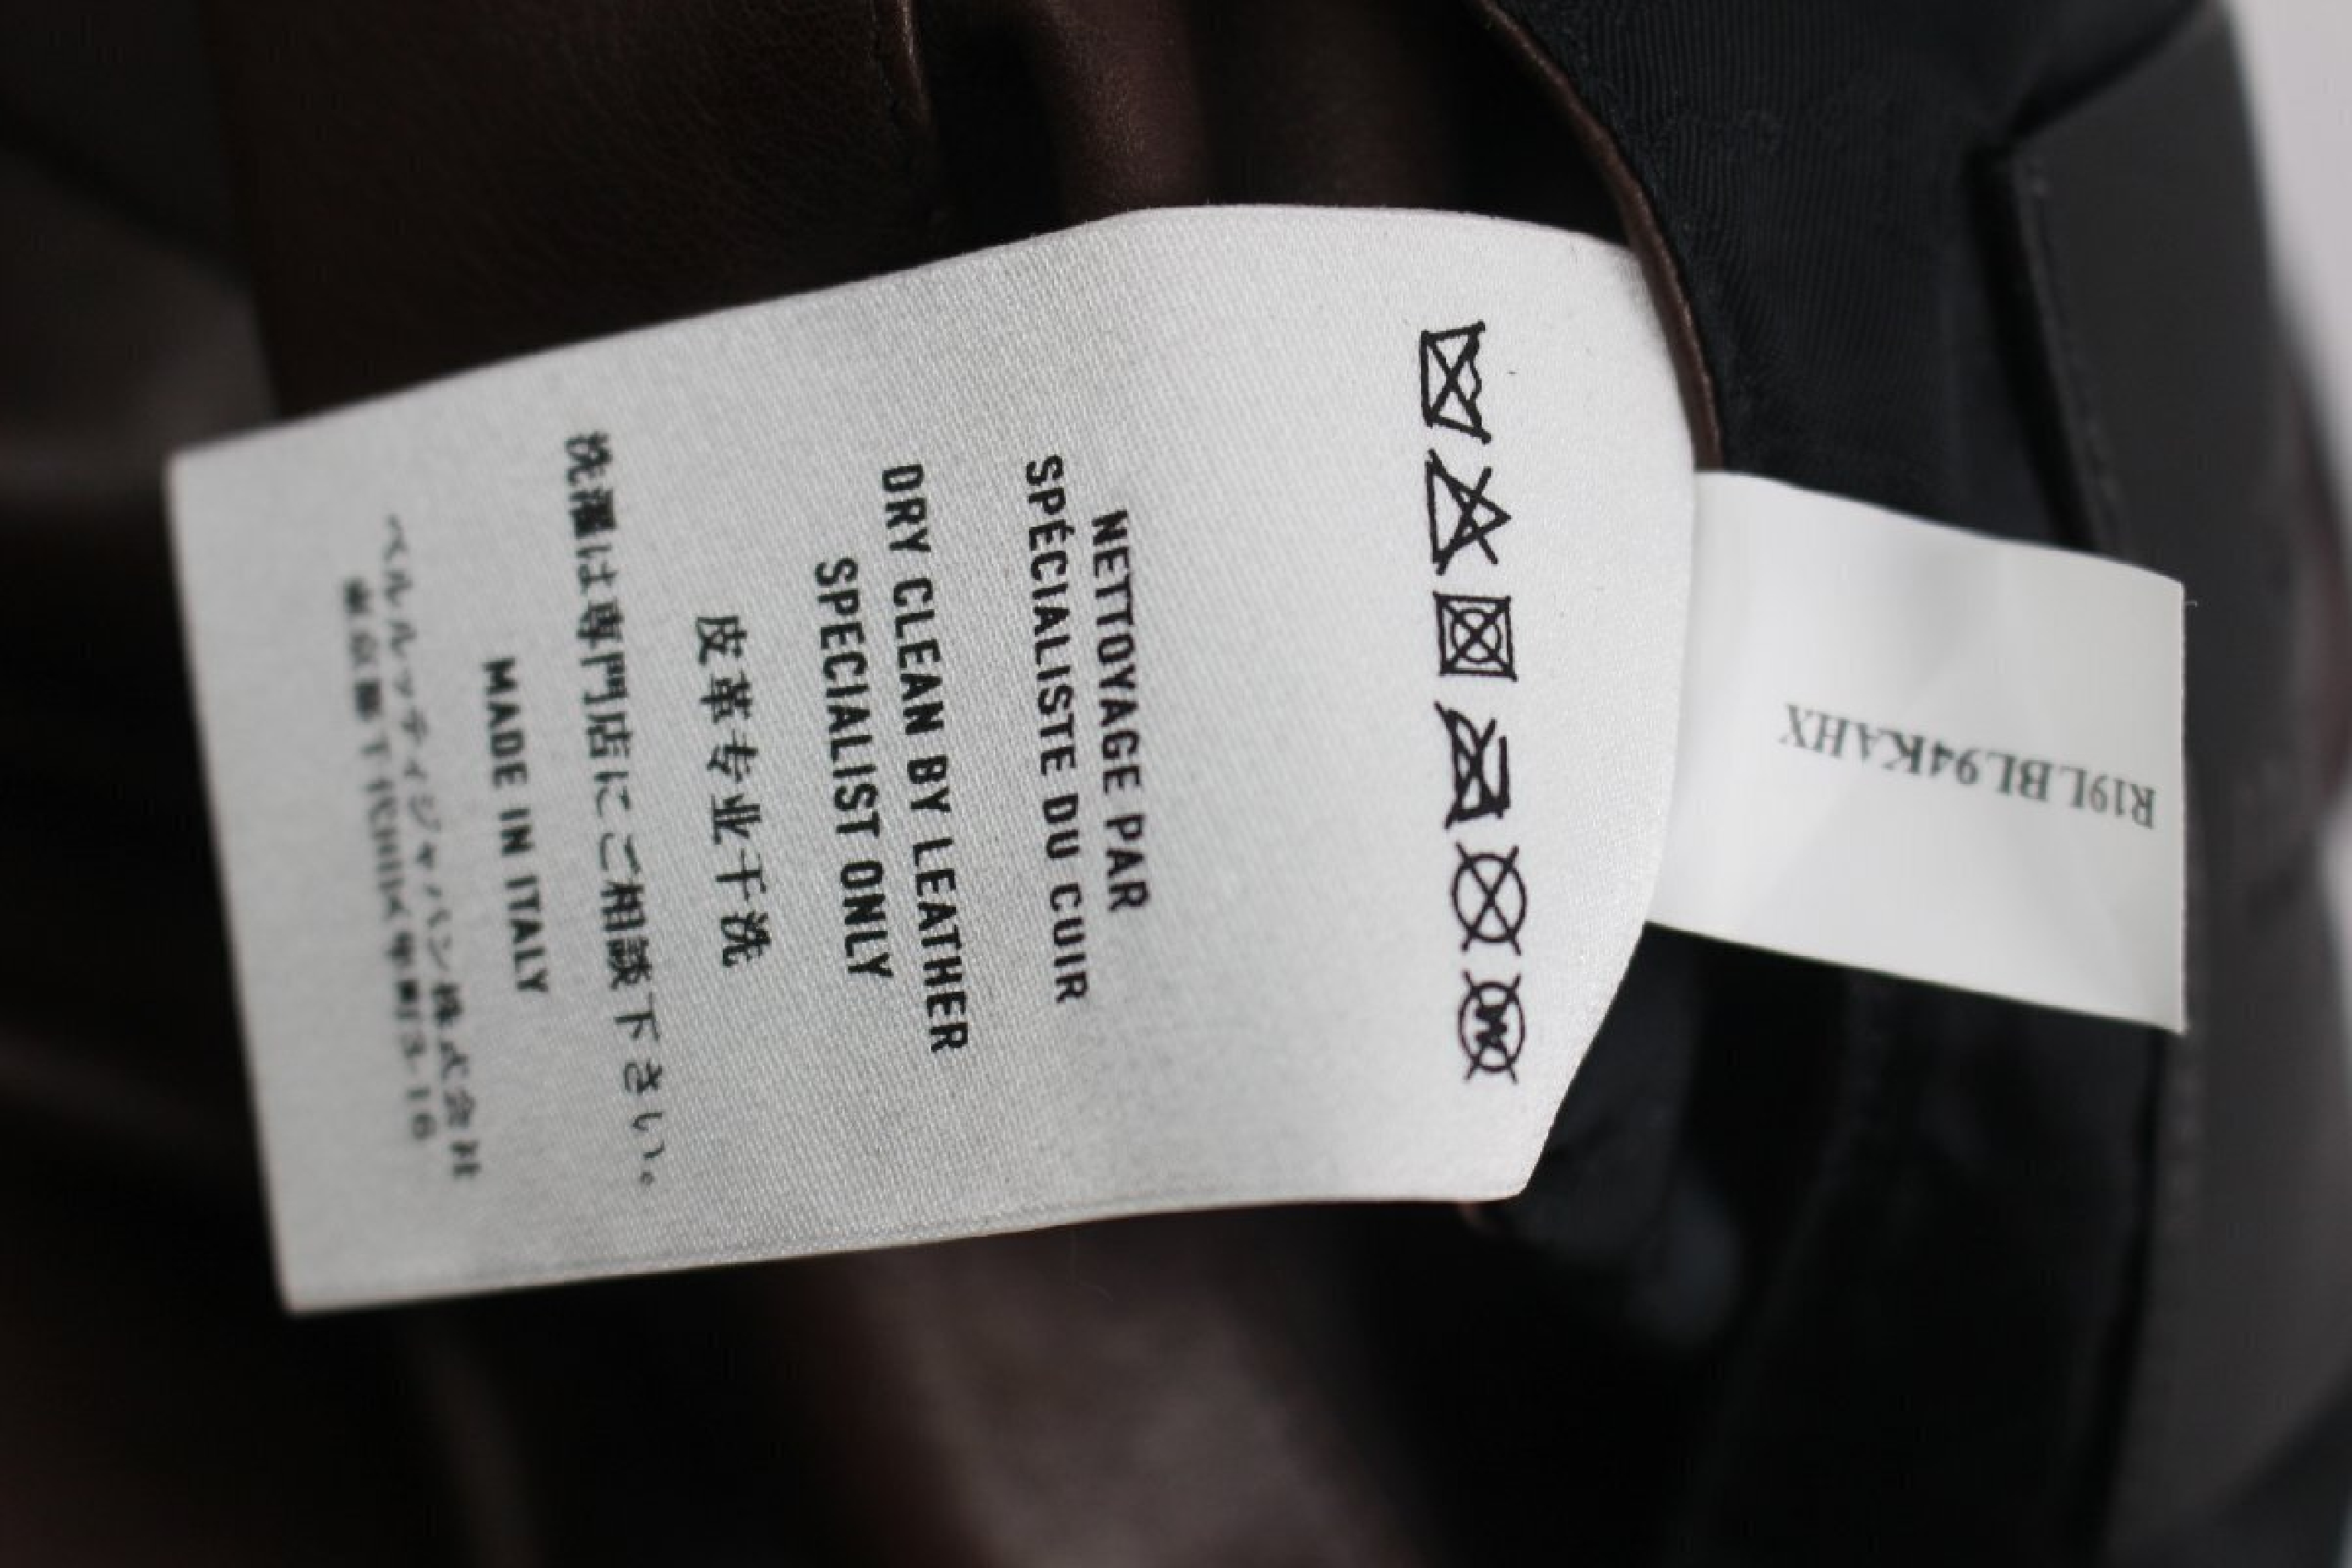 NETTOYAGE PAR
SPÉCIALISTE DU CUIR
DRY CLEAN BY LEATHER
SPECIALIST ONLY
皮革专业干洗
洗濯は専門店にご相談下さい。
MADE IN ITALY
ベルルッティジャパン株式会社
R19LBL94KAHX